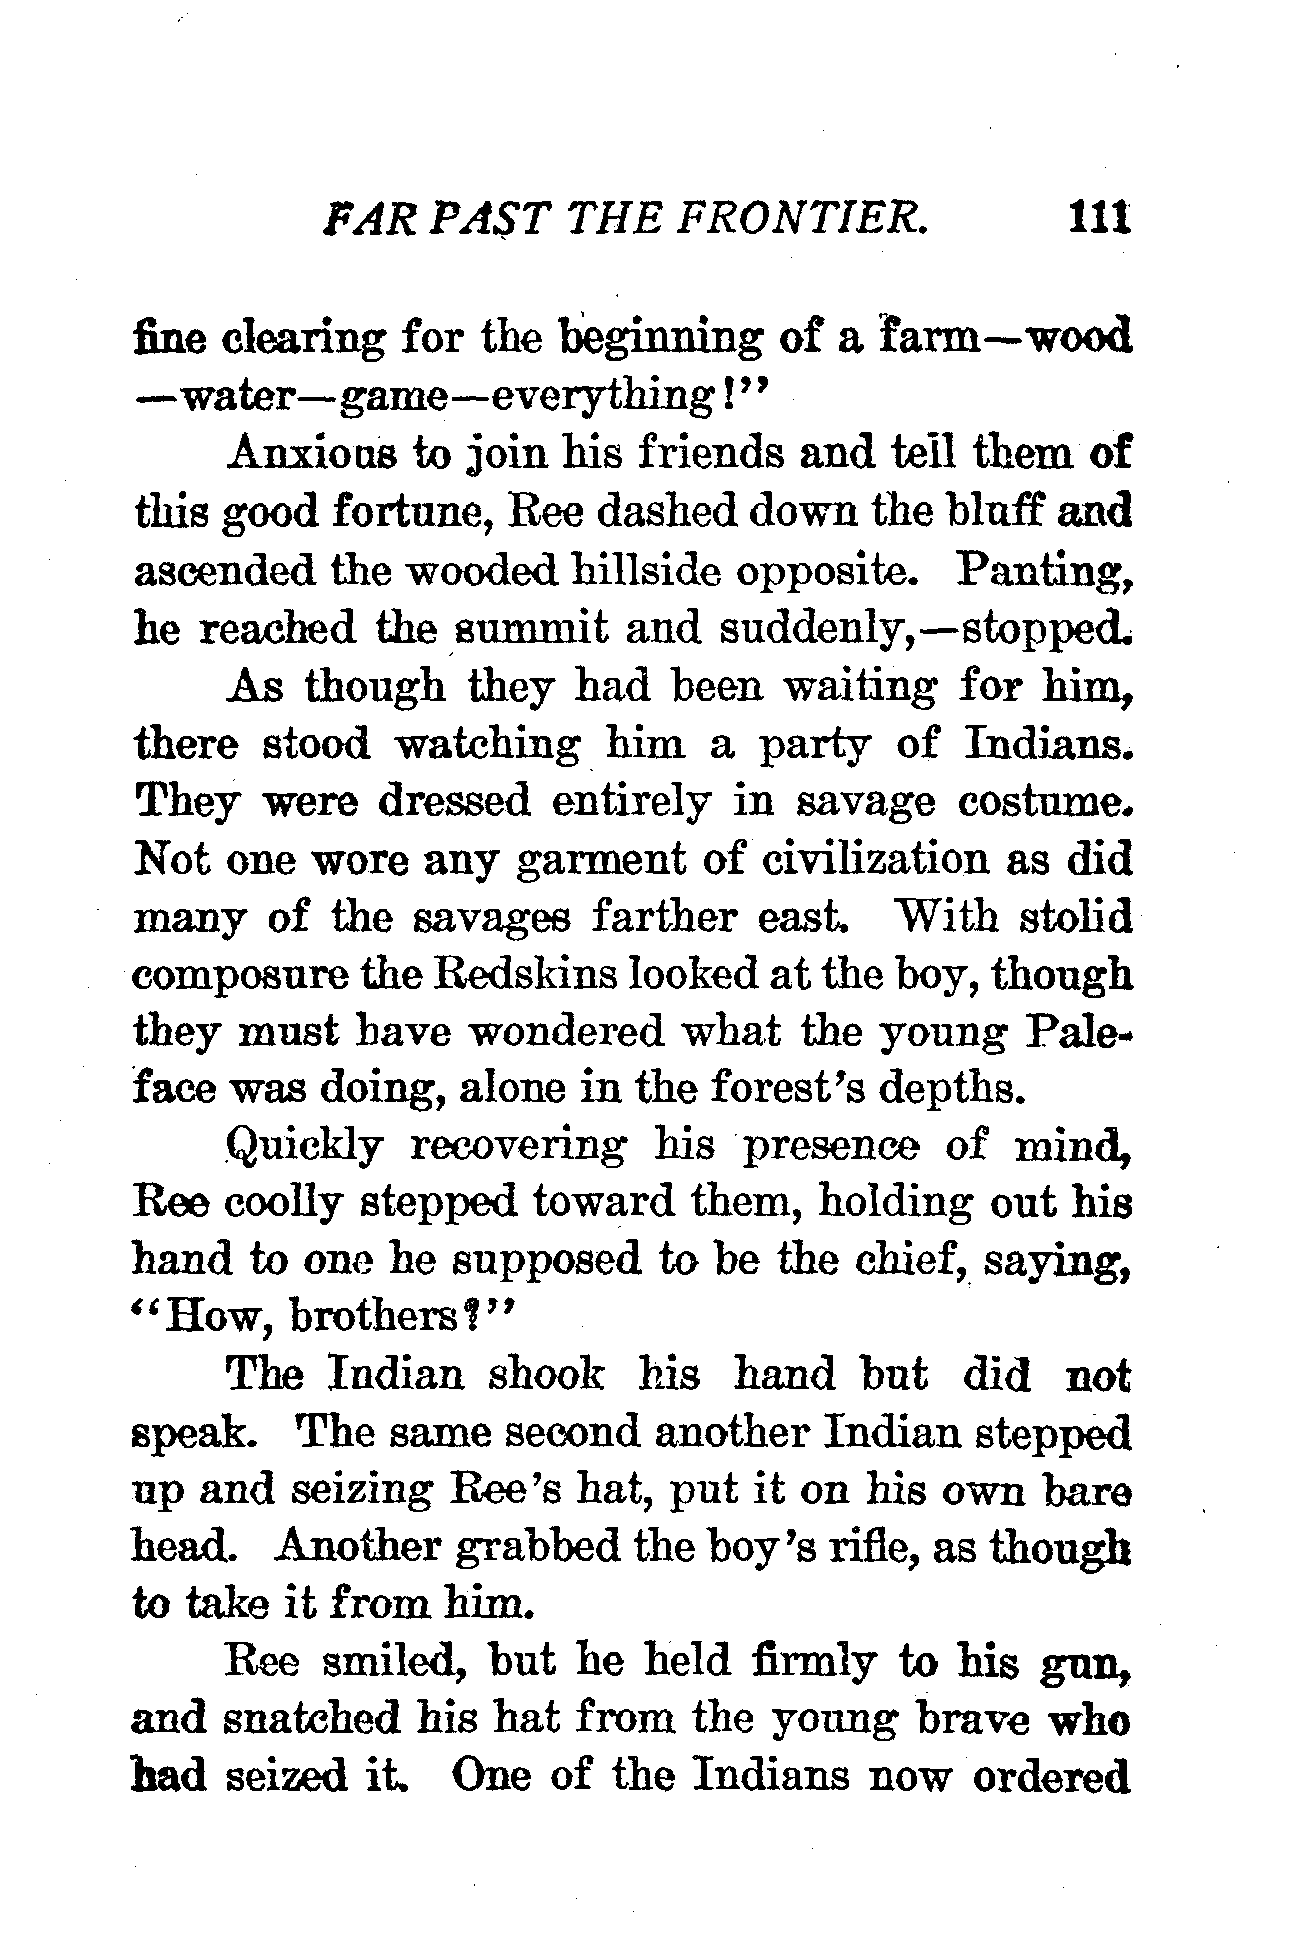 FAR PAST THE FRONTIER. 111
fine clearing for the beginning of a farm—wood
—water—game—everything!”
Anxious to join his friends and tell them of
this good fortune, Ree dashed down the bluff and
ascended the wooded hillside opposite. Panting,
he reached the summit and suddenly,—stopped.
As though they had been waiting for him,
there stood watching him a party of Indians.
They were dressed entirely in savage costume.
Not one wore any garment of civilization as did
many of the savages farther east. With stolid
composure the Redskins looked at the boy, though
they must have wondered what the young Pale-
face was doing, alone in the forest’s depths.
Quickly recovering his presence of mind,
Ree coolly stepped toward them, holding out his
hand to one he supposed to be the chief, saying,
“How, brothers?”
The Indian shook his hand but did not
speak. The same second another Indian stepped
up and seizing Ree’s hat, put it on his own bare
head. Another grabbed the boy’s rifle, as though
to take it from him.
Ree smiled, but he held firmly to his gun,
and snatched his hat from the young brave who
had seized it. One of the Indians now ordered